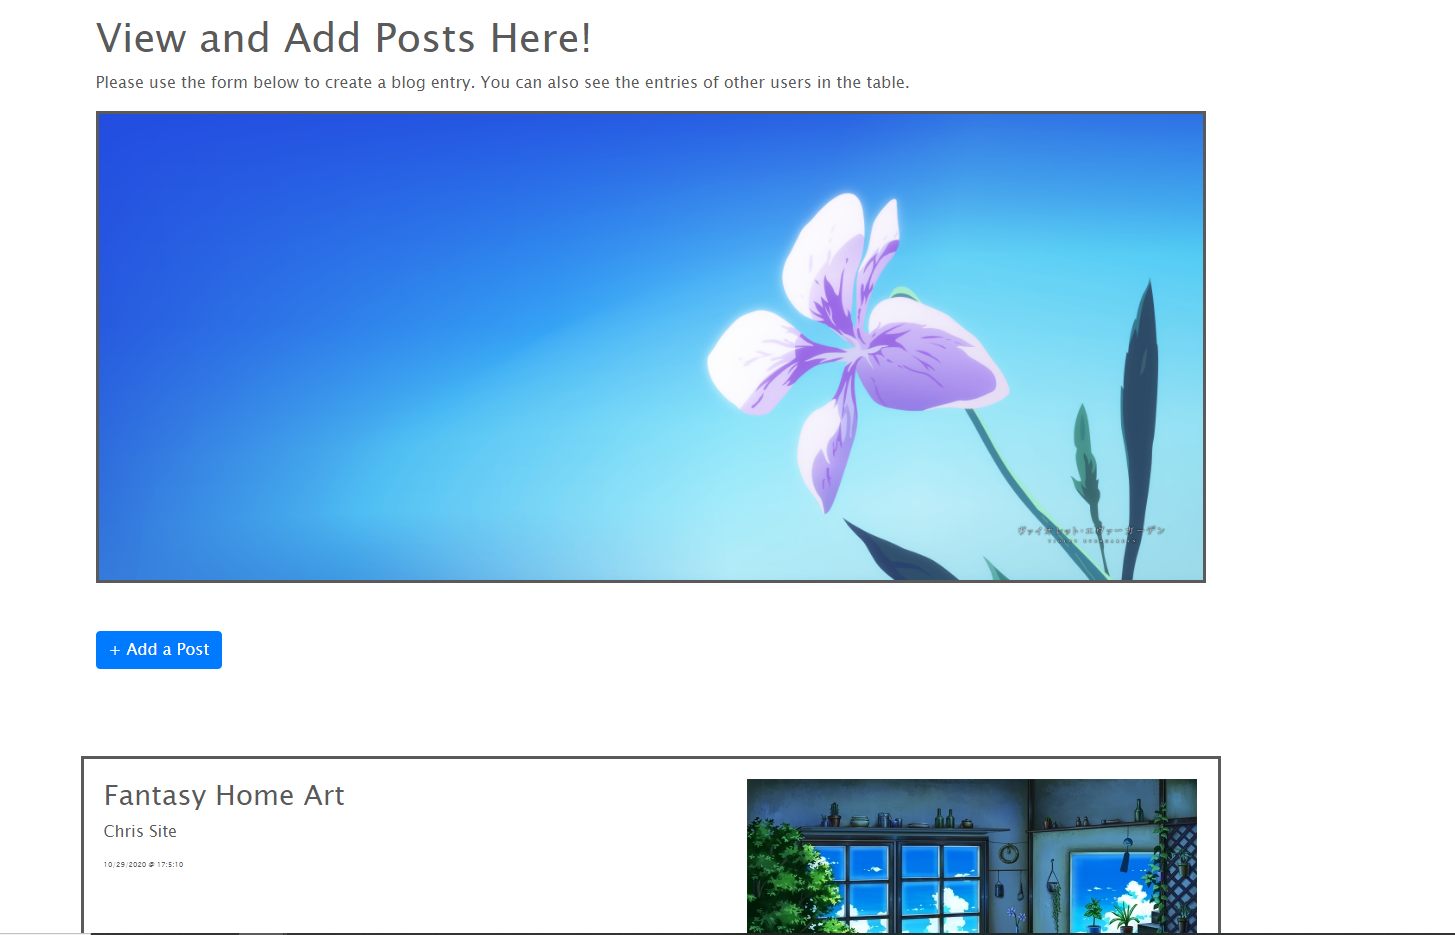 View and Add Posts Here!
Please use the form below to create a blog entry. You can also see the entries of other users in the table.
ヴァイオレット・エヴァーガーデン
+ Add a Post
Fantasy Home Art
Chris Site
10/29/2020 @ 17:5:10